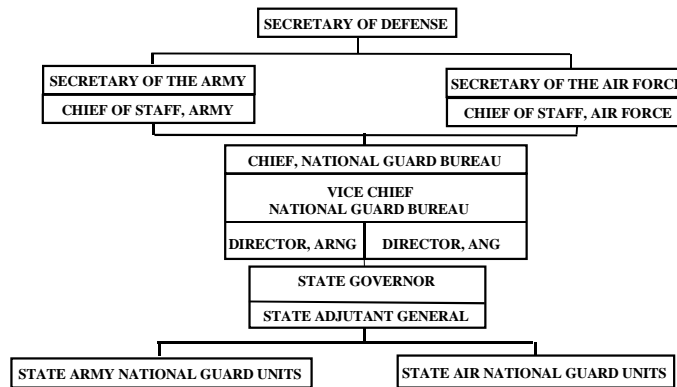 SECRETARY OF DEFENSE
SECRETARY OF THE ARMY
CHIEF OF STAFF, ARMY
SECRETARY OF THE AIR FORCE
CHIEF OF STAFF, AIR FORCE
CHIEF, NATIONAL GUARD BUREAU
VICE CHIEF
NATIONAL GUARD BUREAU
DIRECTOR, ARNG
DIRECTOR, ANG
STATE GOVERNOR
STATE ADJUTANT GENERAL
STATE ARMY NATIONAL GUARD UNITS
STATE AIR NATIONAL GUARD UNITS